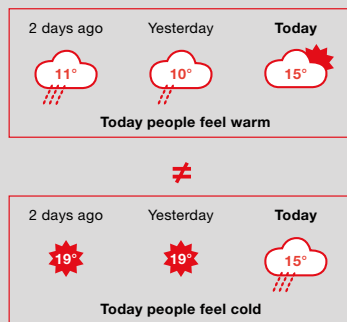 2 days ago Yesterday Today
11° 10° 15°
Today people feel warm
≠
2 days ago Yesterday Today
19° 19° 15°
Today people feel cold